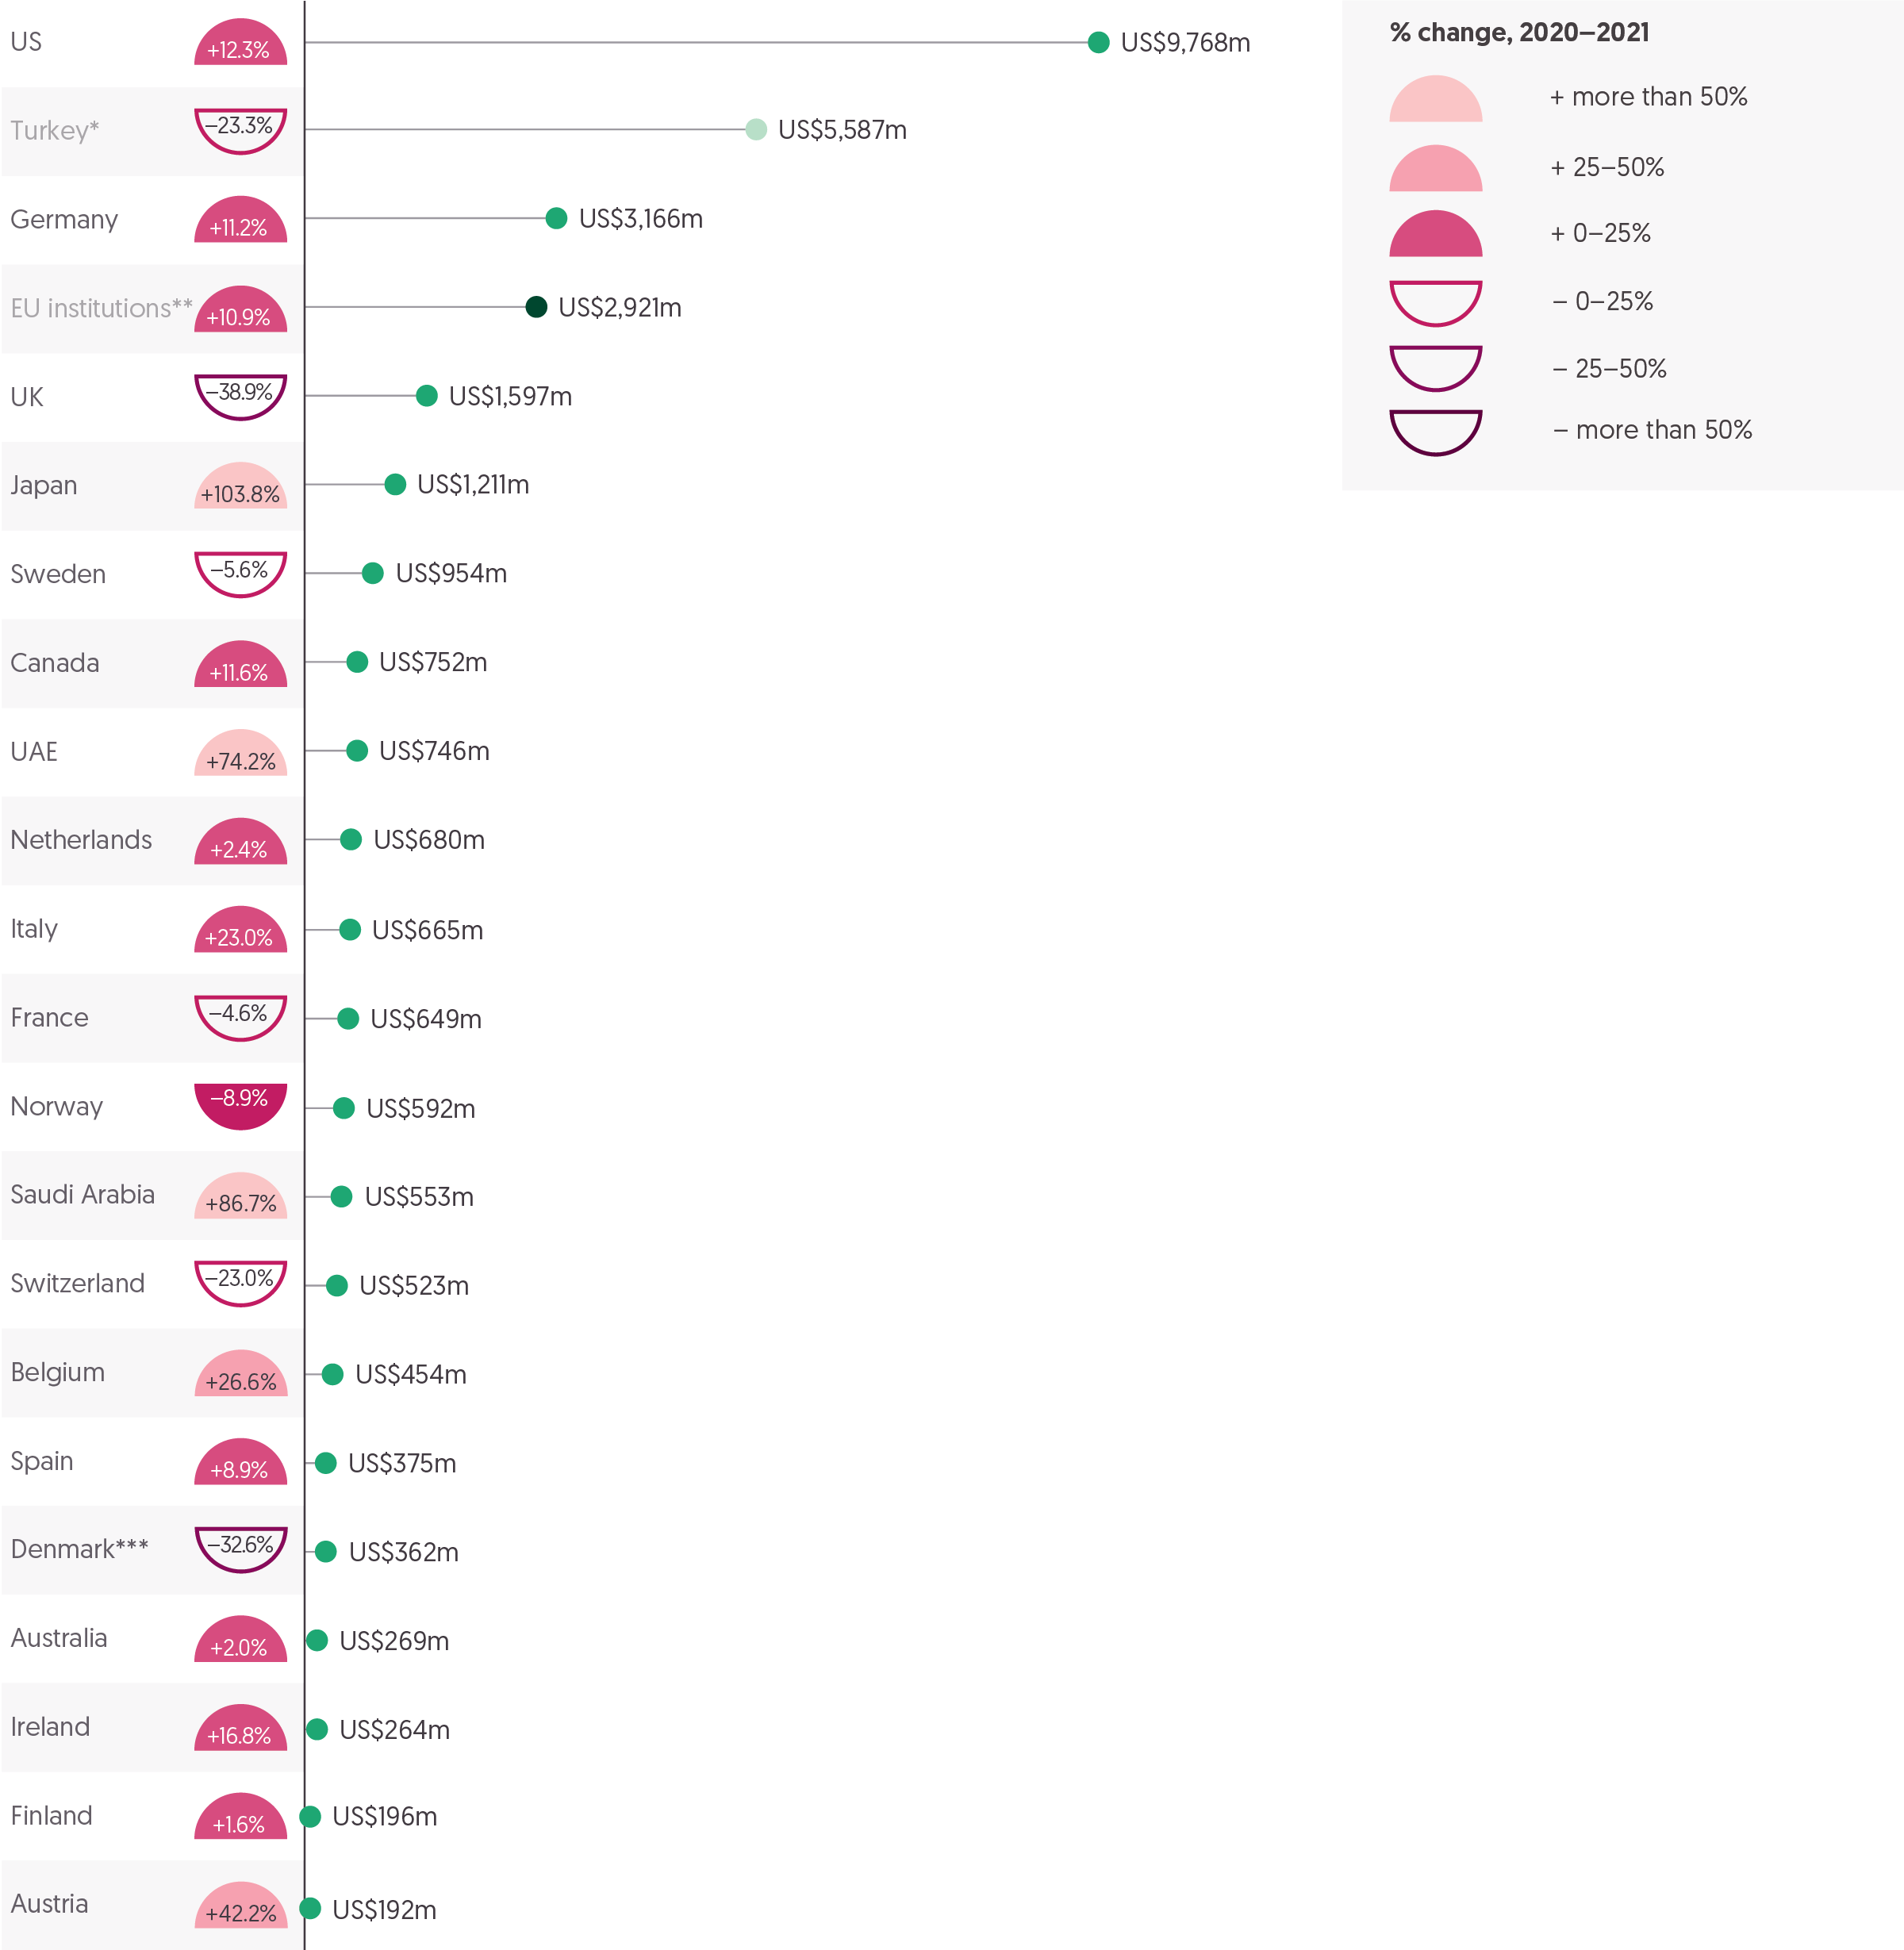 US +12.3% US$9,768m
Turkey* –23.3% US$5,587m
Germany +11.2% US$3,166m
EU institutions** +10.9% US$2,921m
UK –38.9% US$1,597m
Japan +103.8% US$1,211m
Sweden –5.6% US$954m
Canada +11.6% US$752m
UAE +74.2% US$746m
Netherlands +2.4% US$680m
Italy +23.0% US$665m
France –4.6% US$649m
Norway –8.9% US$592m
Saudi Arabia +86.7% US$553m
Switzerland –23.0% US$523m
Belgium +26.6% US$454m
Spain +8.9% US$375m
Denmark*** –32.6% US$362m
Australia +2.0% US$269m
Ireland +16.8% US$264m
Finland +1.6% US$196m
Austria +42.2% US$192m
% change, 2020–2021
+ more than 50%
+ 25–50%
+ 0–25%
– 0–25%
– 25–50%
– more than 50%